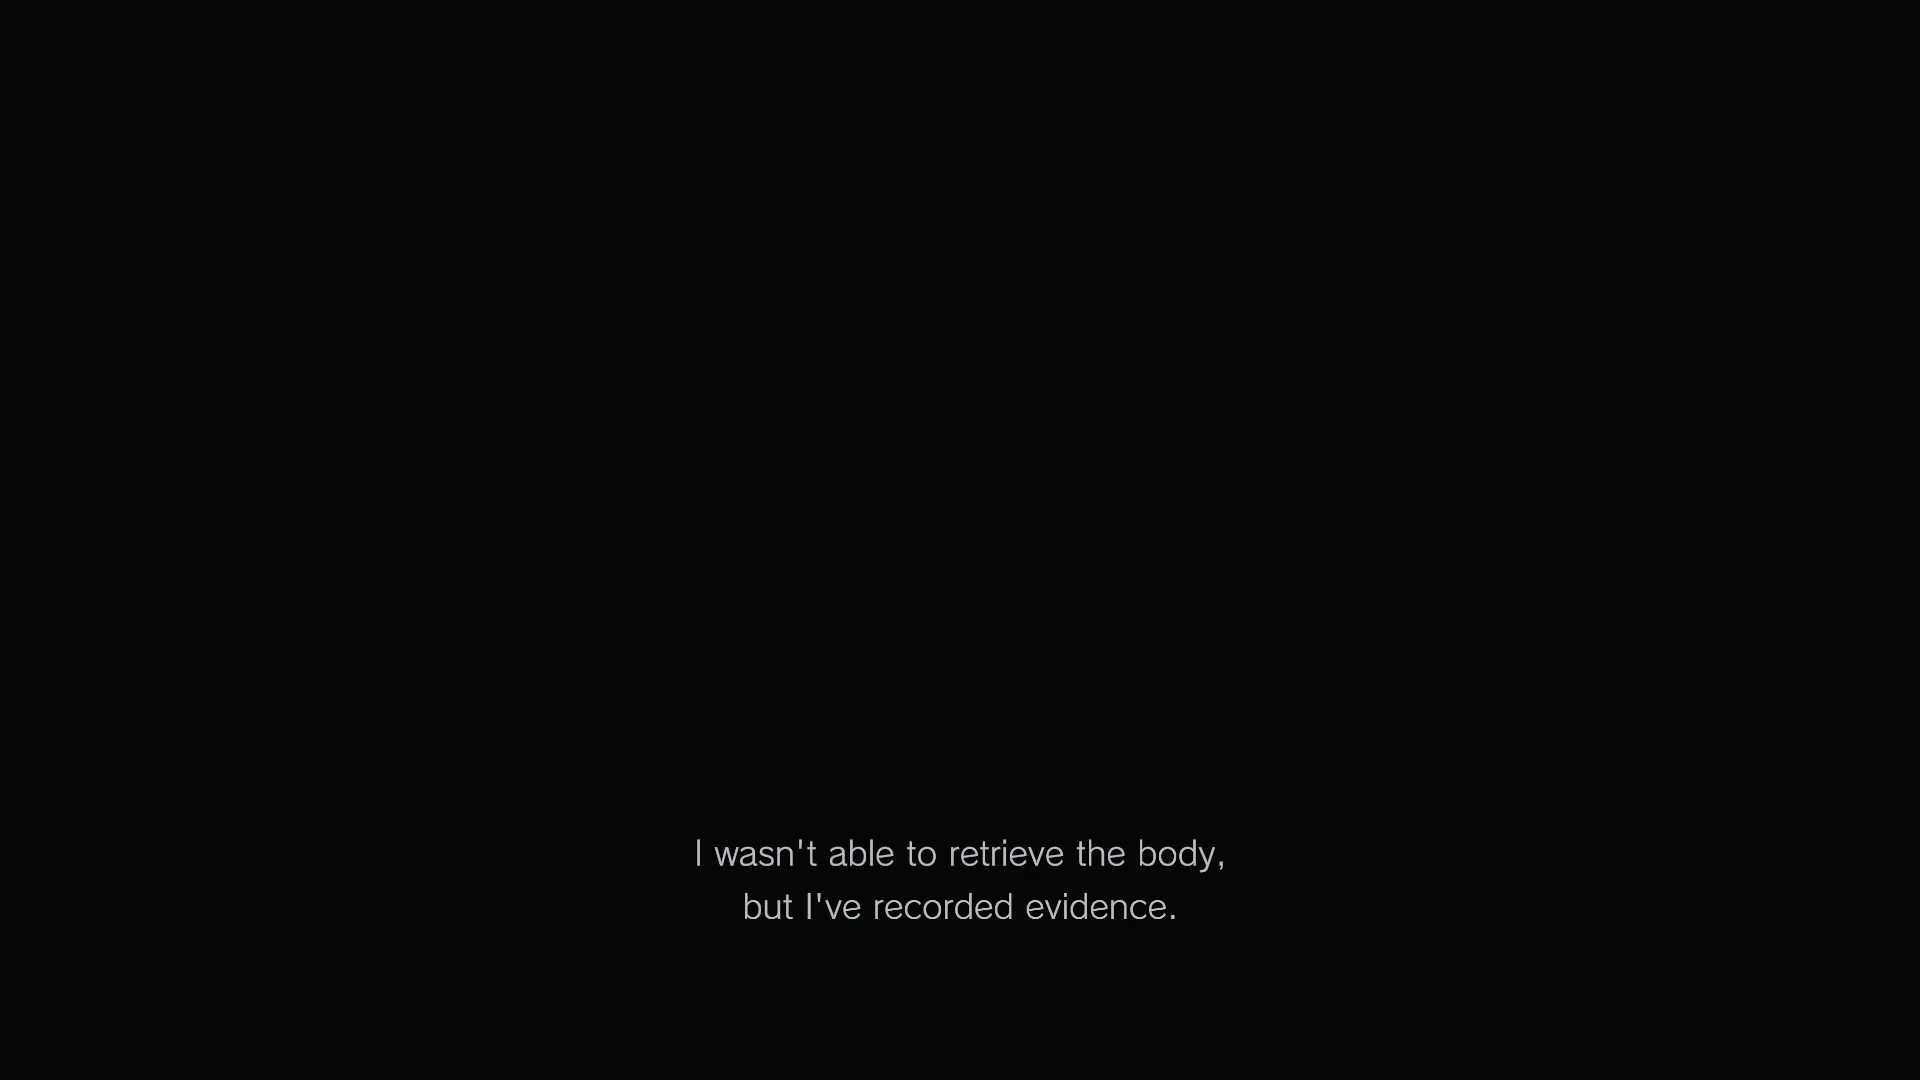 I wasn't able to retrieve the body,
but I've recorded evidence.